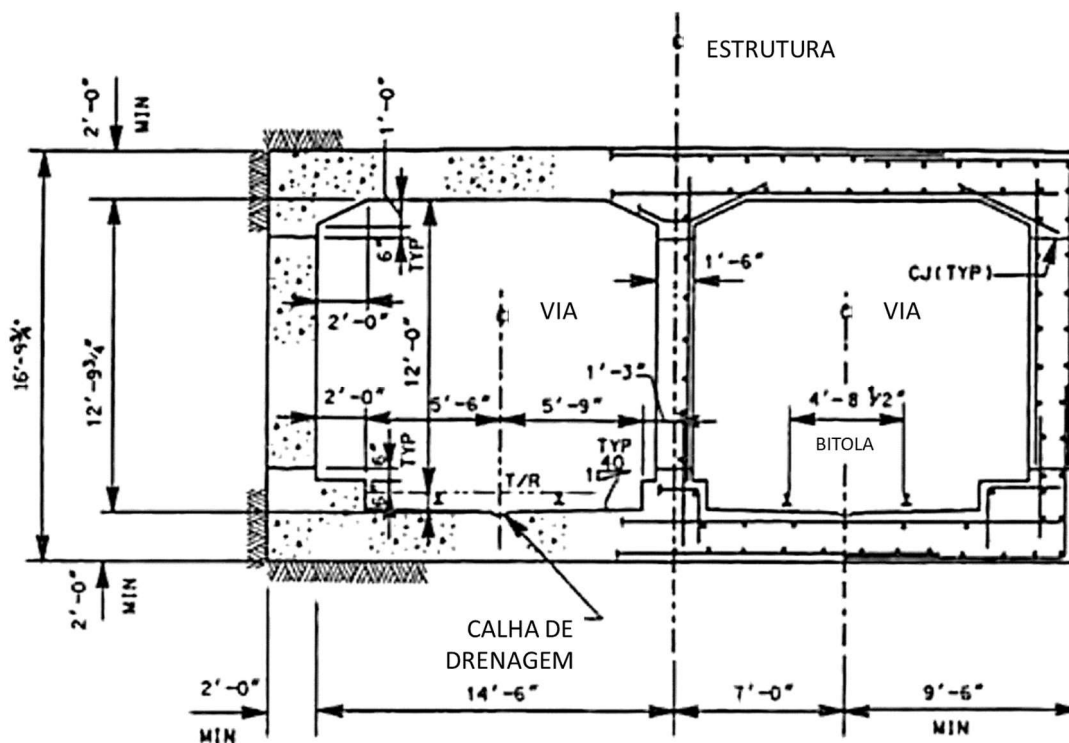 ℄ ESTRUTURA
2'-0"
MIN
1'-0"
6"
TYP
1'-6"
CJ(TYP)
2'-0"
℄ VIA
℄ VIA
16'-9¾"
12'-9¾"
12'-0"
1'-3"
2'-0"
5'-6"
5'-9"
4'-8 ½"
BITOLA
6"
TYP
T/R
TYP
40
1
2'-0"
MIN
CALHA DE
DRENAGEM
2'-0"
MIN
14'-6"
7'-0"
9'-6"
MIN